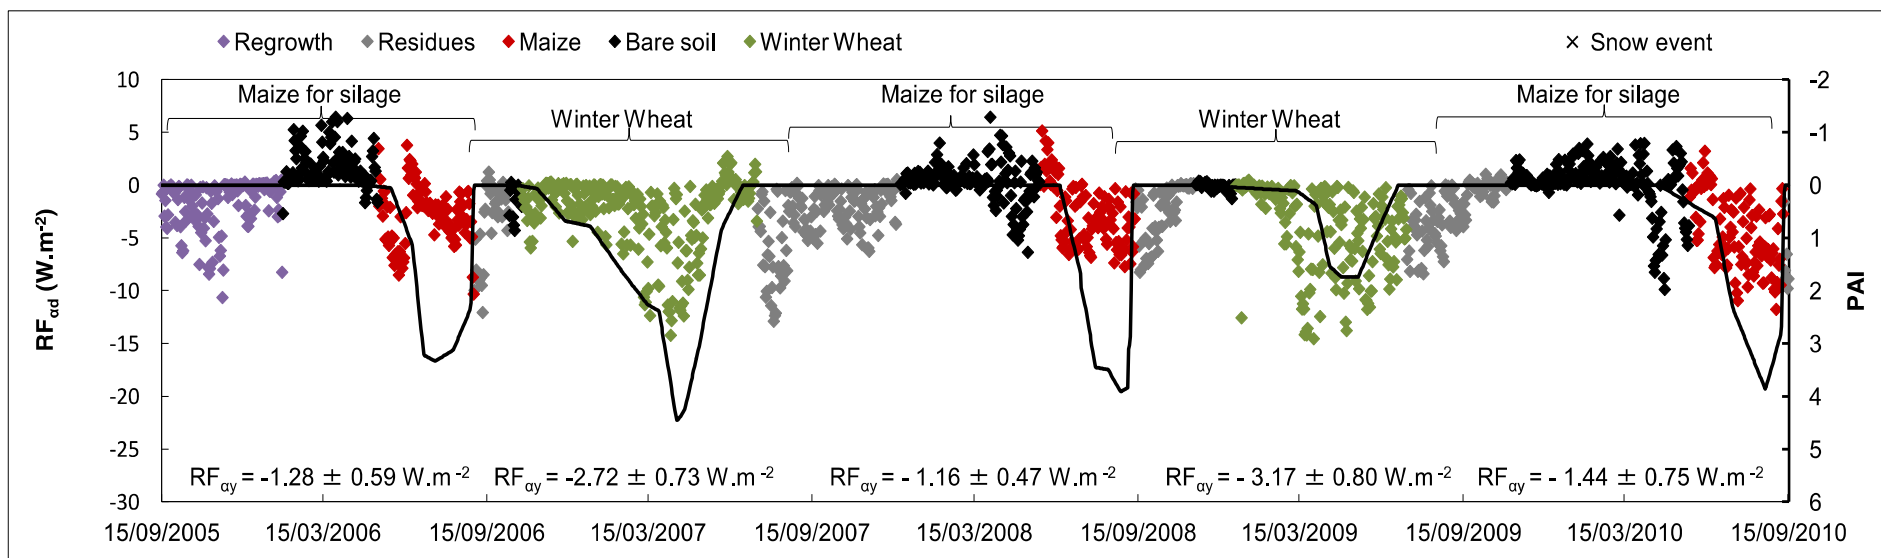 Regrowth Residues Maize Bare soil Winter Wheat × Snow event
10 -2
Maize for silage Maize for silage Maize for silage
5 -1
Winter Wheat Winter Wheat
0 0
-5 1
-10 2
-15 3
-20 4
-25 5
RFαy = -1.28 ± 0.59 W.m-2 RFαy = -2.72 ± 0.73 W.m-2 RFαy = - 1.16 ± 0.47 W.m-2 RFαy = - 3.17 ± 0.80 W.m-2 RFαy = - 1.44 ± 0.75 W.m-2
-30 6
15/09/2005 15/03/2006 15/09/2006 15/03/2007 15/09/2007 15/03/2008 15/09/2008 15/03/2009 15/09/2009 15/03/2010 15/09/2010
RFαd (W.m-2)
PAI